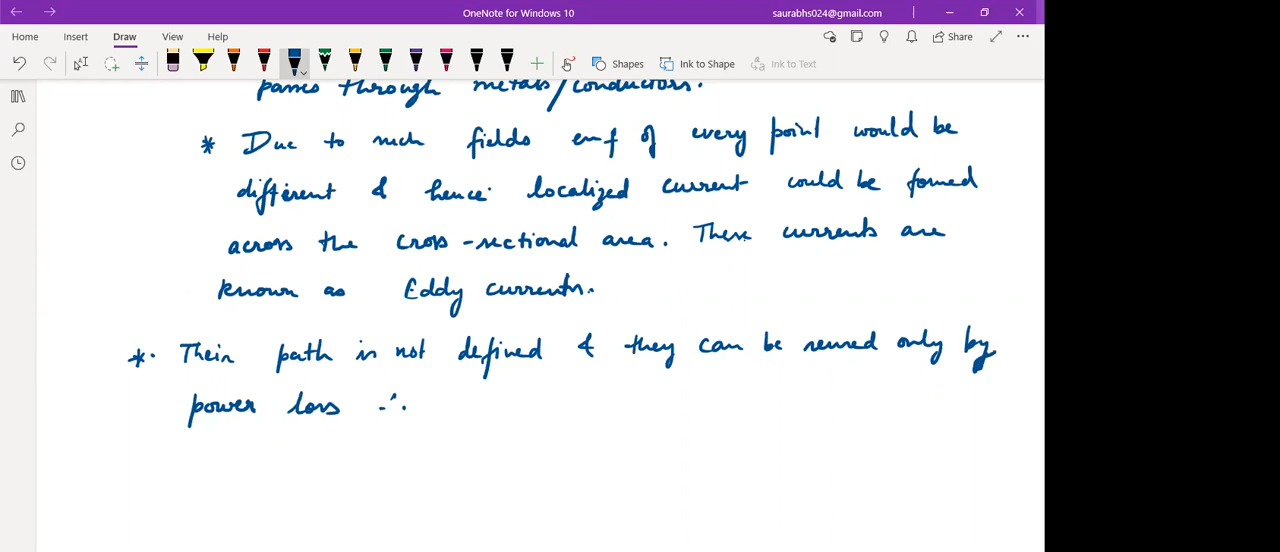 OneNote for Windows 10
saurabhs024@gmail.com
Home Insert Draw View Help
Share
Shapes Ink to Shape Ink to Text
passes through metals/conductors.
* Due to such fields emf of every point would be
different & hence localized current could be formed
across the cross-sectional area. These currents are
known as Eddy currents.
*. Their path is not defined & they can be sensed only by
power loss ∴